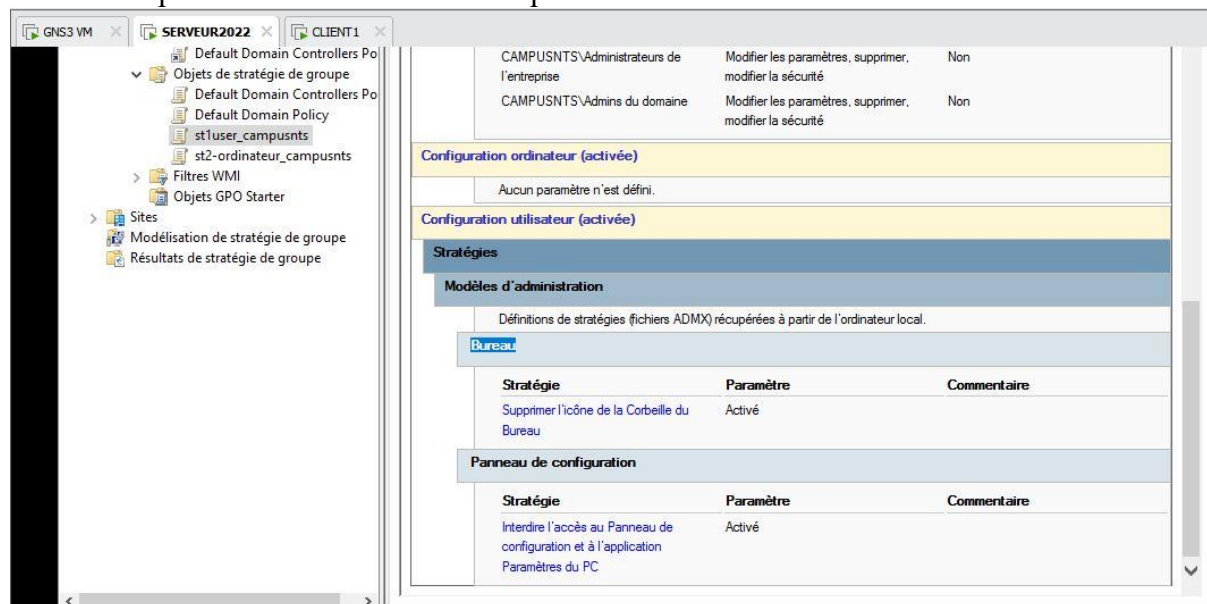 GNS3 VM
SERVEUR2022
CLIENT1
Default Domain Controllers Po
Objets de stratégie de groupe
Default Domain Controllers Po
Default Domain Policy
st1user_campusnts
st2-ordinateur_campusnts
Filtres WMI
Objets GPO Starter
Sites
Modélisation de stratégie de groupe
Résultats de stratégie de groupe
CAMPUSNTS\Administrateurs de
l'entreprise
Modifier les paramètres, supprimer,
modifier la sécurité
Non
CAMPUSNTS\Admins du domaine
Modifier les paramètres, supprimer,
modifier la sécurité
Non
Configuration ordinateur (activée)
Aucun paramètre n'est défini.
Configuration utilisateur (activée)
Stratégies
Modèles d'administration
Définitions de stratégies (fichiers ADMX) récupérées à partir de l'ordinateur local.
Bureau
Stratégie Paramètre Commentaire
Supprimer l'icône de la Corbeille du
Bureau
Activé
Panneau de configuration
Stratégie Paramètre Commentaire
Interdire l'accès au Panneau de
configuration et à l'application
Paramètres du PC
Activé